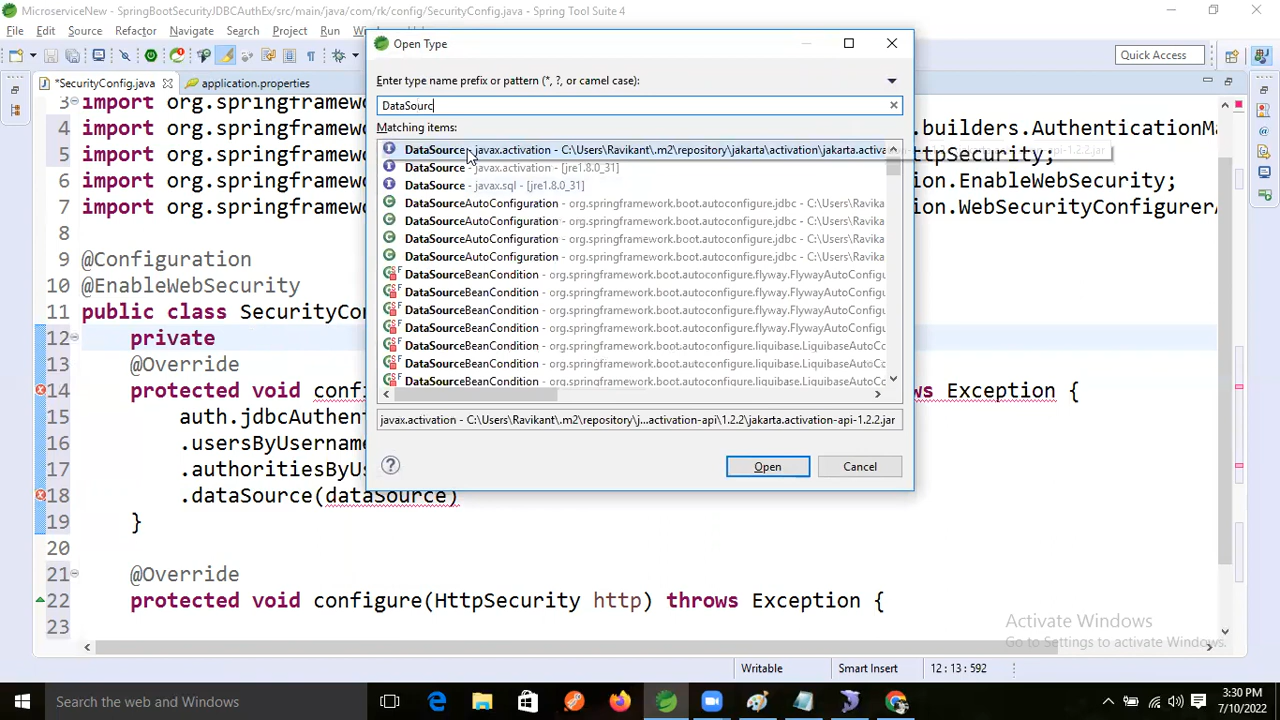 MicroserviceNew - SpringBootSecurityJDBCAuthEx/src/main/java/com/rk/config/SecurityConfig.java - Spring Tool Suite 4
File Edit Source Refactor Navigate Search Project Run
Quick Access
*SecurityConfig.java application.properties
Open Type
Enter type name prefix or pattern (*, ?, or camel case):
DataSourc
Matching items:
DataSource - javax.activation - C:\Users\Ravikant\.m2\repository\jakarta\activation\jakarta.activa
DataSource - javax.activation - [jre1.8.0_31]
DataSource - javax.sql - [jre1.8.0_31]
DataSourceAutoConfiguration - org.springframework.boot.autoconfigure.jdbc - C:\Users\Ravika
DataSourceAutoConfiguration - org.springframework.boot.autoconfigure.jdbc - C:\Users\Ravika
DataSourceAutoConfiguration - org.springframework.boot.autoconfigure.jdbc - C:\Users\Ravika
DataSourceAutoConfiguration - org.springframework.boot.autoconfigure.jdbc - C:\Users\Ravika
DataSourceBeanCondition - org.springframework.boot.autoconfigure.flyway.FlywayAutoConfigu
DataSourceBeanCondition - org.springframework.boot.autoconfigure.flyway.FlywayAutoConfigu
DataSourceBeanCondition - org.springframework.boot.autoconfigure.flyway.FlywayAutoConfigu
DataSourceBeanCondition - org.springframework.boot.autoconfigure.flyway.FlywayAutoConfigu
DataSourceBeanCondition - org.springframework.boot.autoconfigure.liquibase.LiquibaseAutoCo
DataSourceBeanCondition - org.springframework.boot.autoconfigure.liquibase.LiquibaseAutoCo
DataSourceBeanCondition - org.springframework.boot.autoconfigure.liquibase.LiquibaseAutoCo
javax.activation - C:\Users\Ravikant\.m2\repository\j...activation-api\1.2.2\jakarta.activation-api-1.2.2.jar
Open Cancel
3 import org.springframew
4 import org.springframew .builders.AuthenticationMa
5 import org.springframew ttpSecurity;
6 import org.springframew ion.EnableWebSecurity;
7 import org.springframew ion.WebSecurityConfigurerA
8
9 @Configuration
10 @EnableWebSecurity
11 public class SecurityCon
12 private
13 @Override
14 protected void conf ws Exception {
15 auth.jdbcAuthent
16 .usersByUsername
17 .authoritiesByU
18 .dataSource(dataSource)
19 }
20
21 @Override
22 protected void configure(HttpSecurity http) throws Exception {
23
Activate Windows
Go to Settings to activate Windows.
Writable Smart Insert 12 : 13 : 592
Search the web and Windows
3:30 PM
7/10/2022